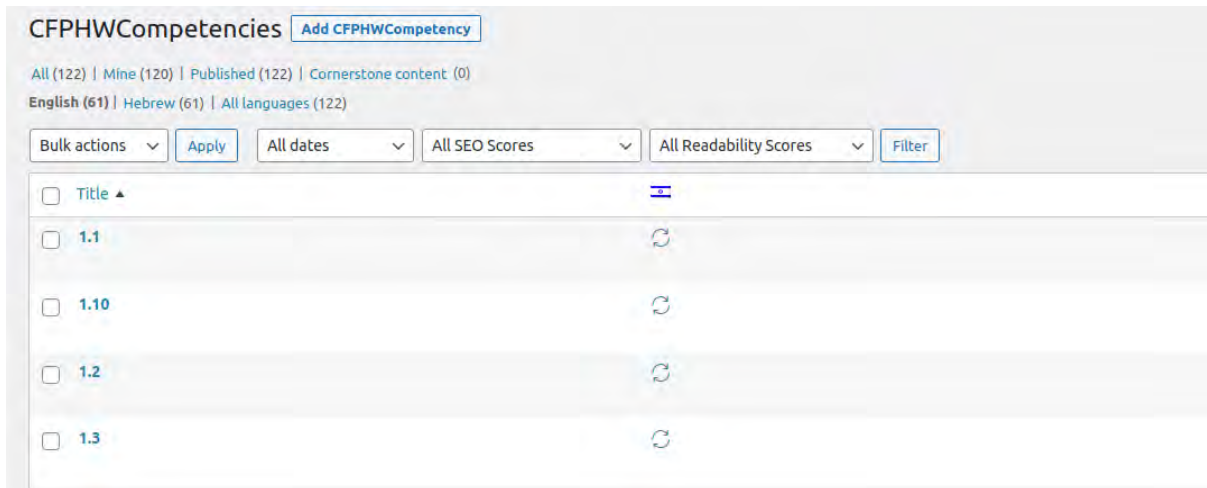 CFPHWCompetencies Add CFPHWCompetency
All (122) | Mine (120) | Published (122) | Cornerstone content (0)
English (61) | Hebrew (61) | All languages (122)
Bulk actions Apply All dates All SEO Scores All Readability Scores Filter
Title
1.1
1.10
1.2
1.3